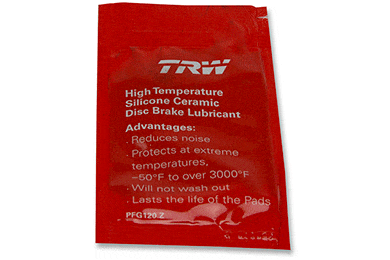 TRW
High Temperature
Silicone Ceramic
Disc Brake Lubricant
Advantages:
. Reduces noise
. Protects at extreme
temperatures,
-50°F to over 3000°F
. Will not wash out
. Lasts the life of the Pads
PFG120.Z